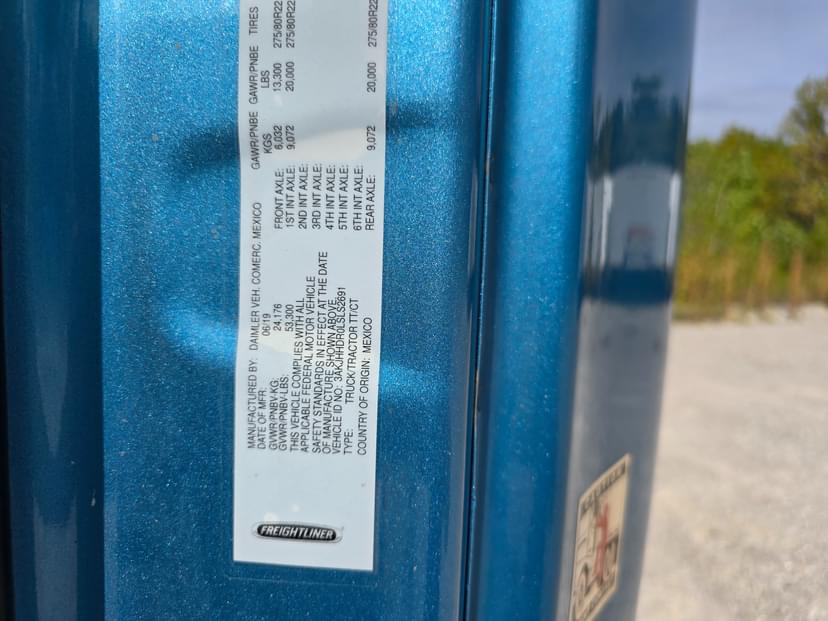 MANUFACTURED BY: DAIMLER VEH. COMERC. MEXICO
DATE OF MFR: 06/19
GVWR/PNBV-KG: 24,176
GVWR/PNBV-LBS: 53,300
THIS VEHICLE COMPLIES WITH ALL
APPLICABLE FEDERAL MOTOR VEHICLE
SAFETY STANDARDS IN EFFECT AT THE DATE
OF MANUFACTURE SHOWN ABOVE.
VEHICLE ID NO: 3AKJHHDR0LSLS2691
TYPE: TRUCK/TRACTOR TT/CT
COUNTRY OF ORIGIN: MEXICO
GAWR/PNBE GAWR/PNBE TIRES
KGS LBS
FRONT AXLE: 6,032 13,300 275/80R22
1ST INT AXLE: 9,072 20,000 275/80R22
2ND INT AXLE:
3RD INT AXLE:
4TH INT AXLE:
5TH INT AXLE:
6TH INT AXLE:
REAR AXLE: 9,072 20,000 275/80R22
FREIGHTLINER